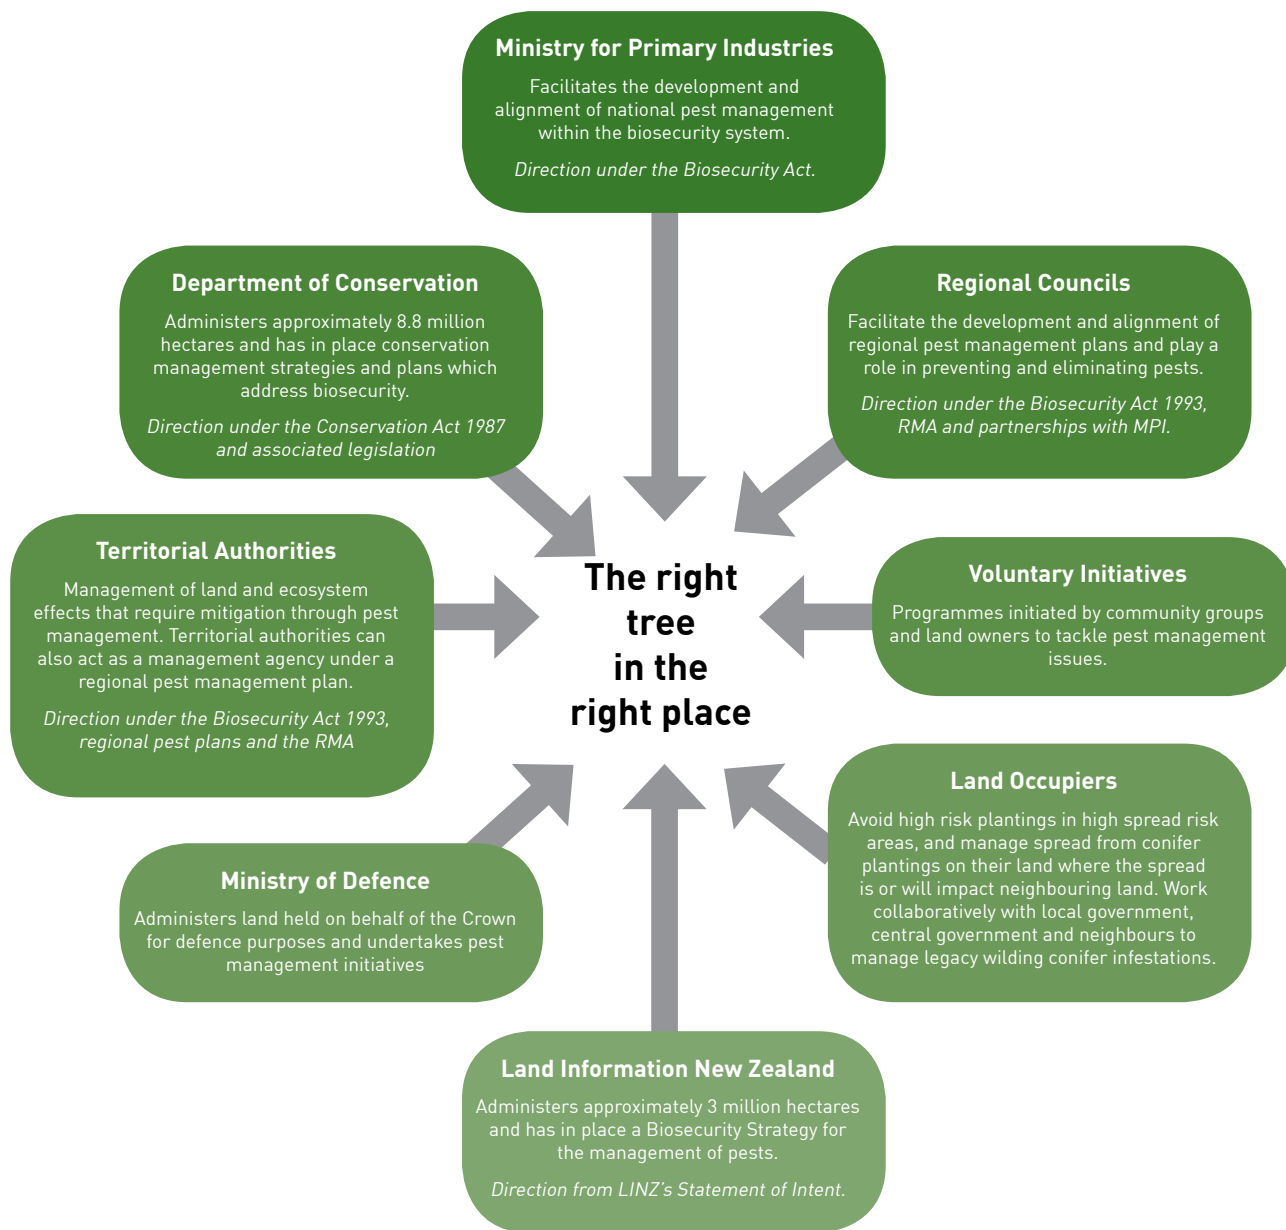 Ministry for Primary Industries
Facilitates the development and
alignment of national pest management
within the biosecurity system.
Direction under the Biosecurity Act.
Department of Conservation
Administers approximately 8.8 million
hectares and has in place conservation
management strategies and plans which
address biosecurity.
Direction under the Conservation Act 1987
and associated legislation
Regional Councils
Facilitate the development and alignment of
regional pest management plans and play a
role in preventing and eliminating pests.
Direction under the Biosecurity Act 1993,
RMA and partnerships with MPI.
Territorial Authorities
Management of land and ecosystem
effects that require mitigation through pest
management. Territorial authorities can
also act as a management agency under a
regional pest management plan.
Direction under the Biosecurity Act 1993,
regional pest plans and the RMA
The right
tree
in the
right place
Voluntary Initiatives
Programmes initiated by community groups
and land owners to tackle pest management
issues.
Ministry of Defence
Administers land held on behalf of the Crown
for defence purposes and undertakes pest
management initiatives
Land Occupiers
Avoid high risk plantings in high spread risk
areas, and manage spread from conifer
plantings on their land where the spread
is or will impact neighbouring land. Work
collaboratively with local government,
central government and neighbours to
manage legacy wilding conifer infestations.
Land Information New Zealand
Administers approximately 3 million hectares
and has in place a Biosecurity Strategy for
the management of pests.
Direction from LINZ's Statement of Intent.